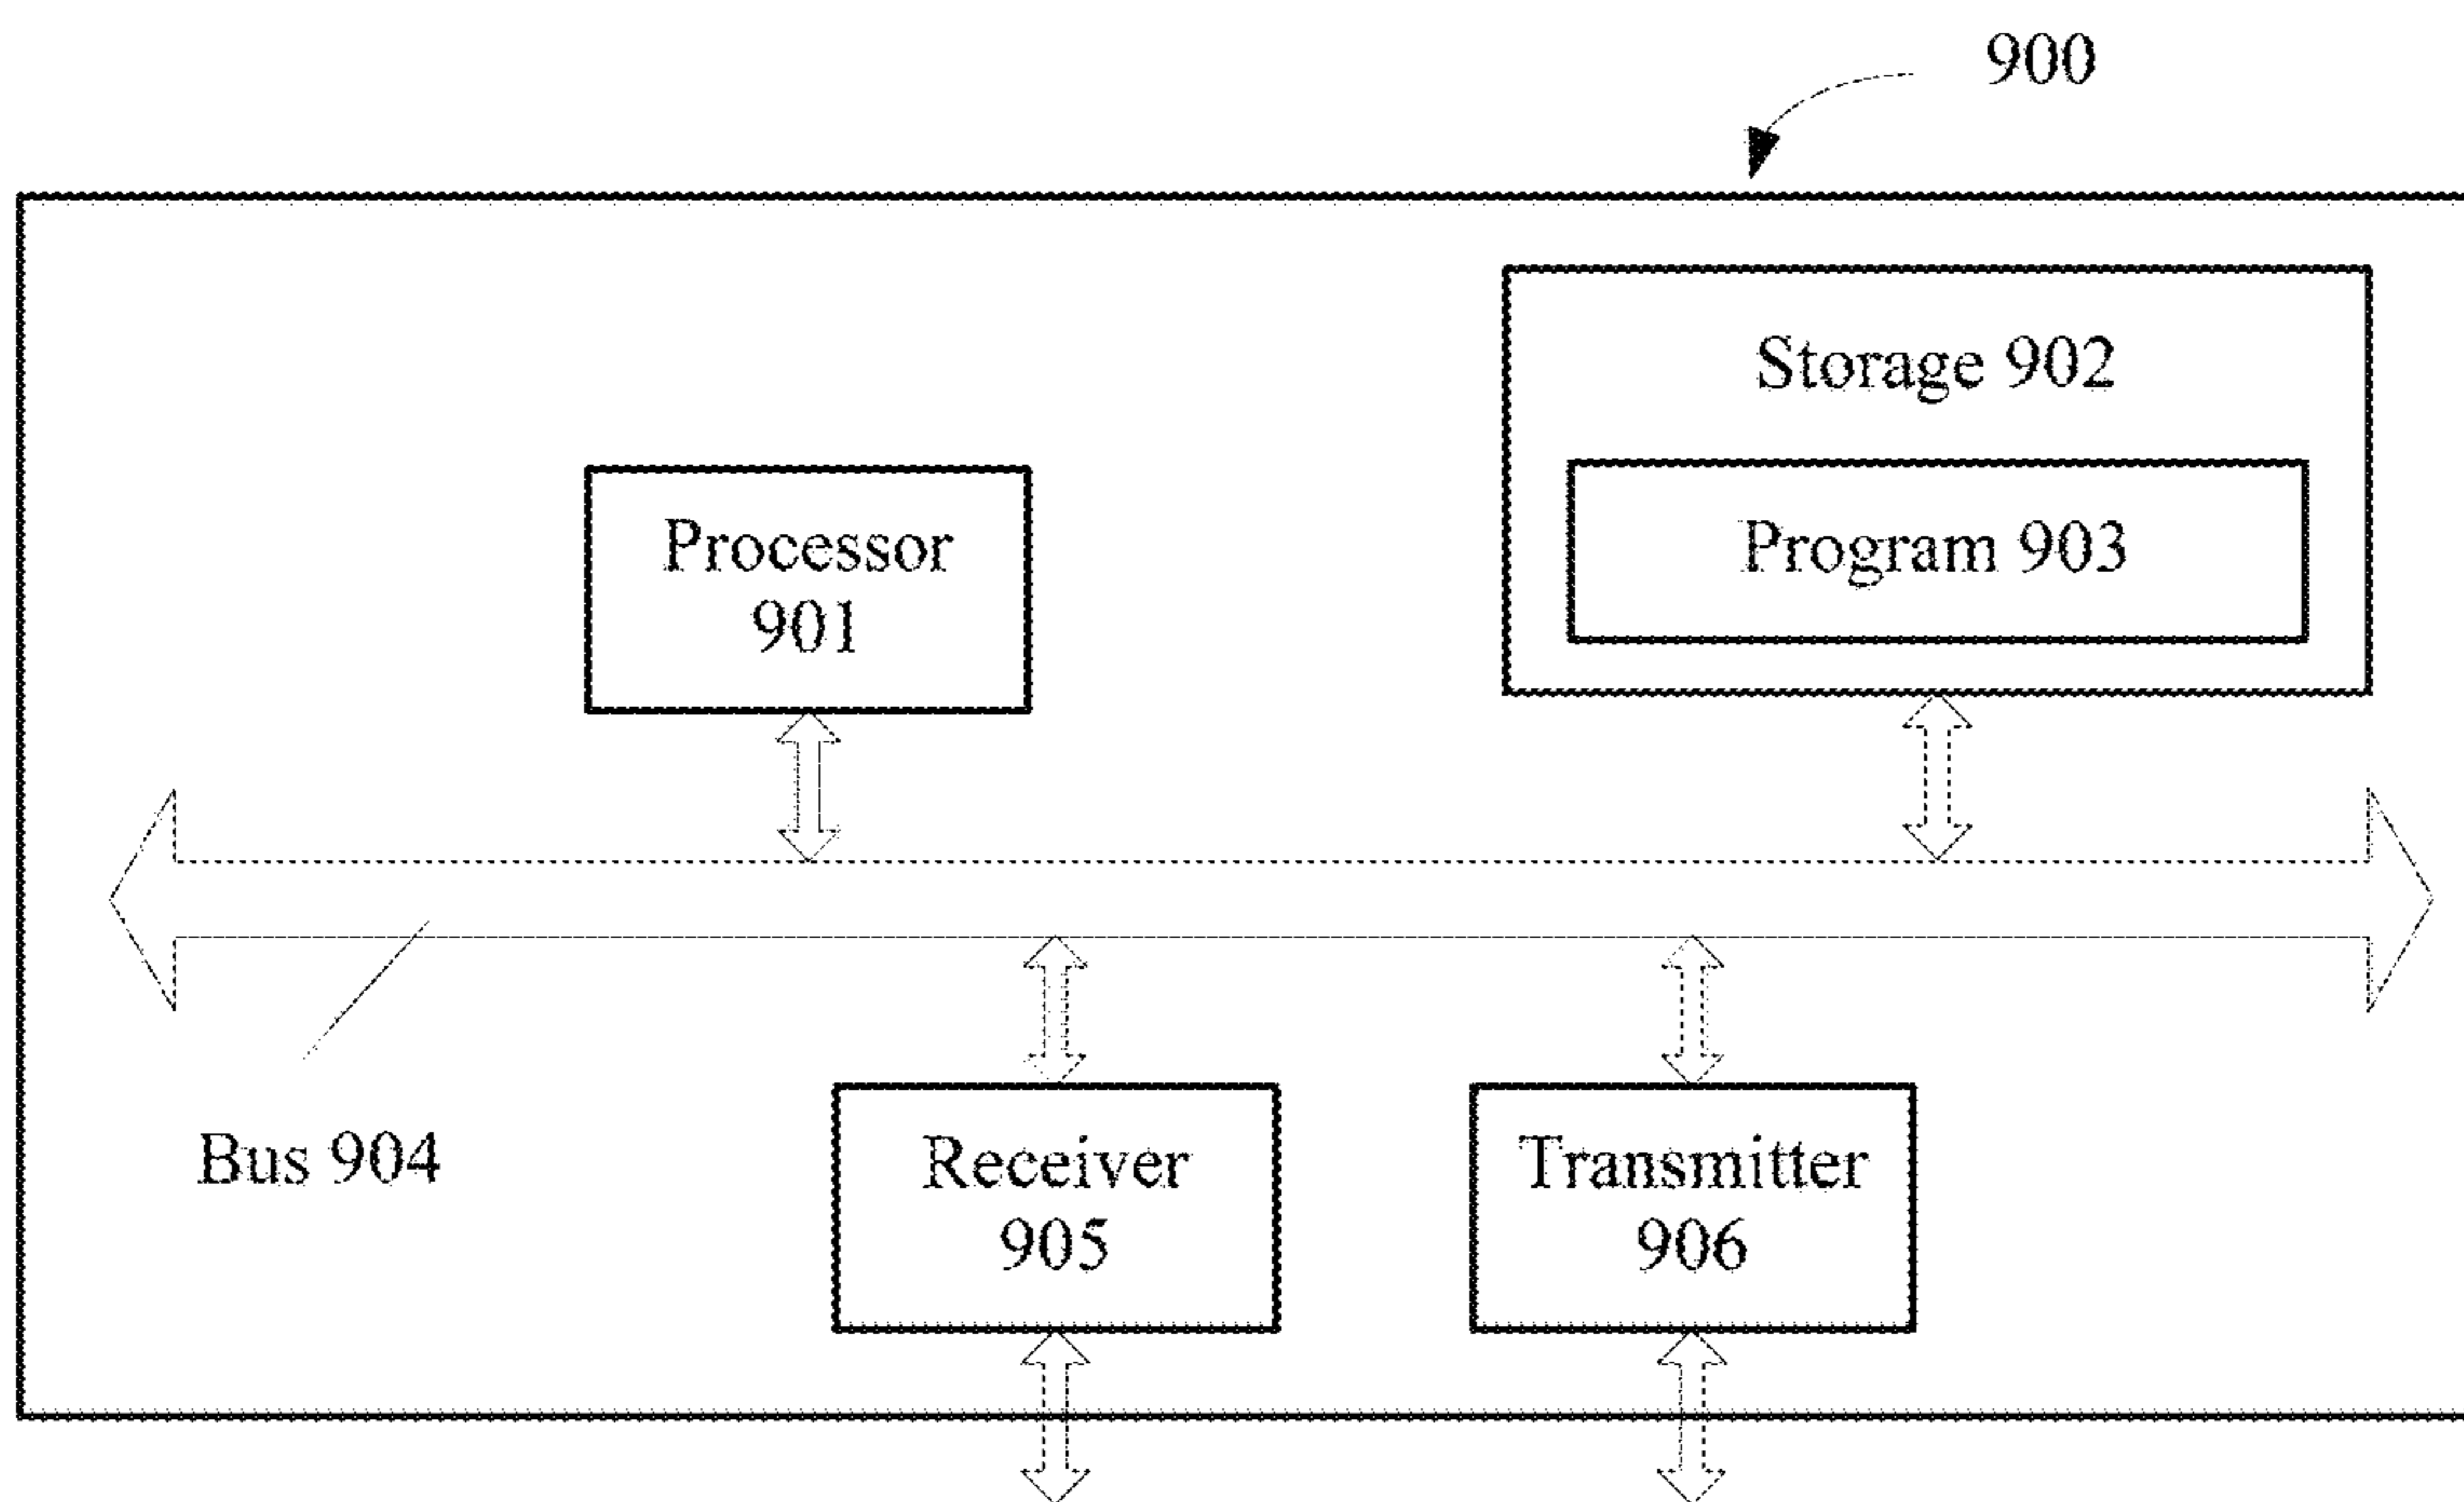 900
Storage 902
Program 903
Processor
901
Bus 904
Receiver
905
Transmitter
906